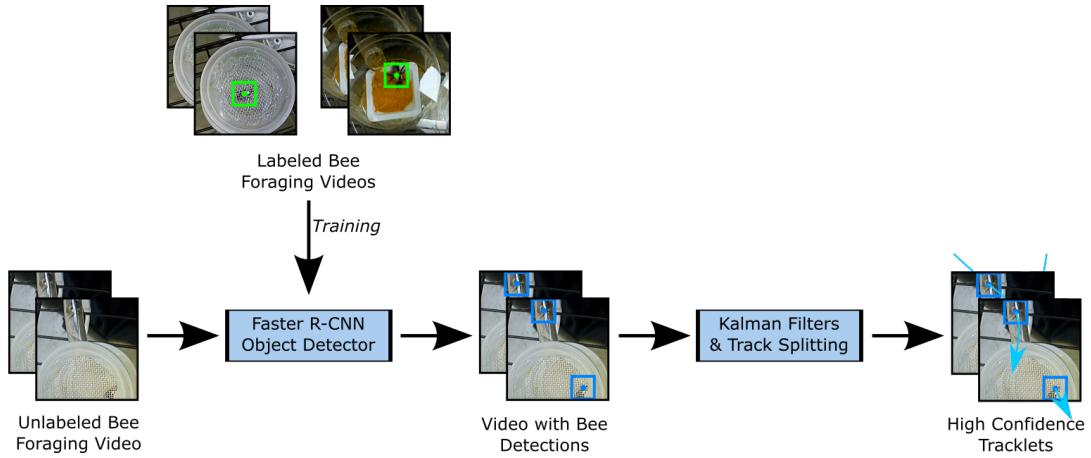 Labeled Bee
Foraging Videos
Training
Faster R-CNN
Object Detector
Kalman Filters
& Track Splitting
Unlabeled Bee
Foraging Video
Video with Bee
Detections
High Confidence
Tracklets